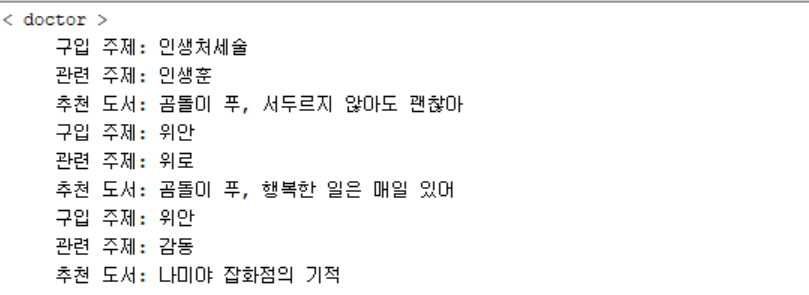 < doctor >
구입 주제: 인생처세술
관련 주제: 인생훈
추천 도서: 곰돌이 푸, 서두르지 않아도 괜찮아
구입 주제: 위안
관련 주제: 위로
추천 도서: 곰돌이 푸, 행복한 일은 매일 있어
구입 주제: 위안
관련 주제: 감동
추천 도서: 나미야 잡화점의 기적